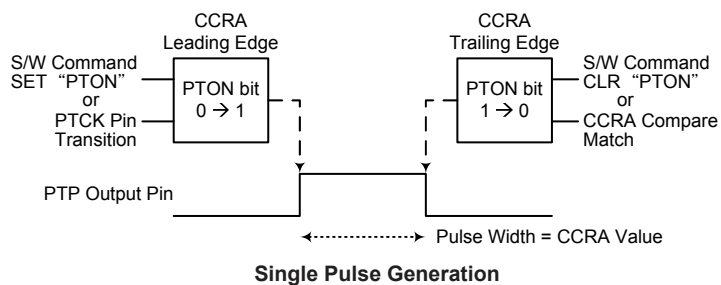 CCRA
Leading Edge
S/W Command
SET “PTON”
or
PTCK Pin
Transition
PTON bit
0 → 1
CCRA
Trailing Edge
PTON bit
1 → 0
S/W Command
CLR “PTON”
or
CCRA Compare
Match
PTP Output Pin
Pulse Width = CCRA Value
Single Pulse Generation